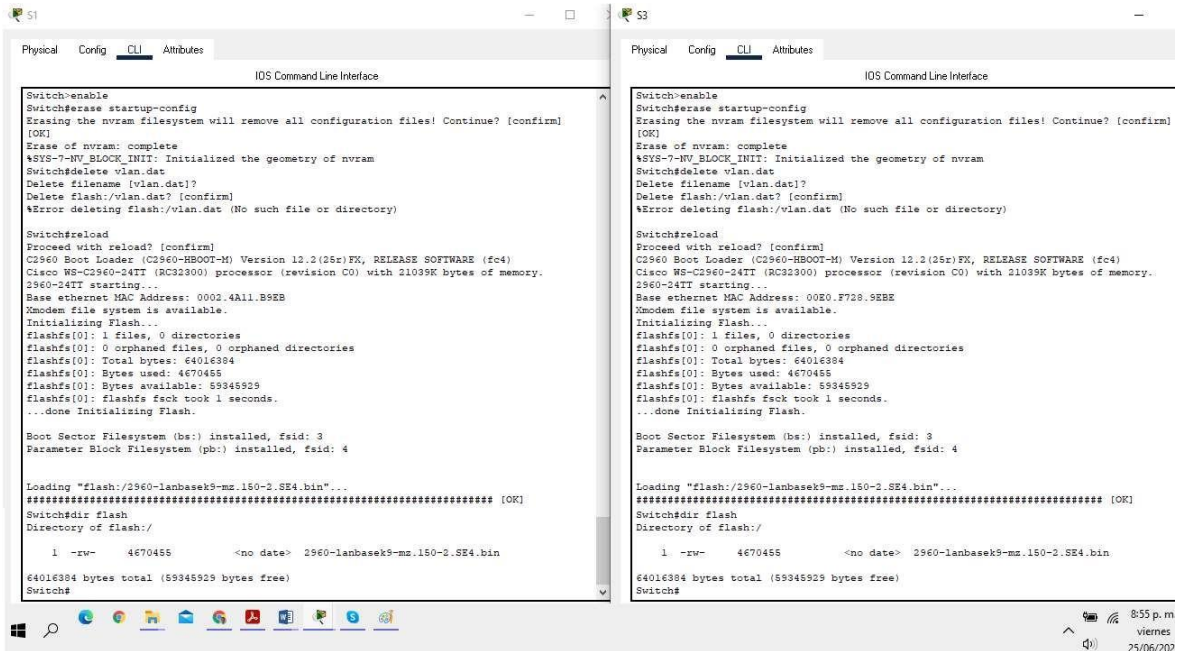 S1
Physical Config CLI Attributes
IOS Command Line Interface
Switch>enable
Switch#erase startup-config
Erasing the nvram filesystem will remove all configuration files! Continue? [confirm]
[OK]
Erase of nvram: complete
%SYS-7-NV_BLOCK_INIT: Initialized the geometry of nvram
Switch#delete vlan.dat
Delete filename [vlan.dat]?
Delete flash:/vlan.dat? [confirm]
%Error deleting flash:/vlan.dat (No such file or directory)
Switch#reload
Proceed with reload? [confirm]
C2960 Boot Loader (C2960-HBOOT-M) Version 12.2(25r)FX, RELEASE SOFTWARE (fc4)
Cisco WS-C2960-24TT (RC32300) processor (revision C0) with 21039K bytes of memory.
2960-24TT starting...
Base ethernet MAC Address: 0002.4A11.B9EB
Xmodem file system is available.
Initializing Flash...
flashfs[0]: 1 files, 0 directories
flashfs[0]: 0 orphaned files, 0 orphaned directories
flashfs[0]: Total bytes: 64016384
flashfs[0]: Bytes used: 4670455
flashfs[0]: Bytes available: 59345929
flashfs[0]: flashfs fsck took 1 seconds.
...done Initializing Flash.
Boot Sector Filesystem (bs:) installed, fsid: 3
Parameter Block Filesystem (pb:) installed, fsid: 4
Loading "flash:/2960-lanbasek9-mz.150-2.SE4.bin"...
########################################################################## [OK]
Switch#dir flash
Directory of flash:/
1 -rw- 4670455 <no date> 2960-lanbasek9-mz.150-2.SE4.bin
64016384 bytes total (59345929 bytes free)
Switch#
S3
Physical Config CLI Attributes
IOS Command Line Interface
Switch>enable
Switch#erase startup-config
Erasing the nvram filesystem will remove all configuration files! Continue? [confirm]
[OK]
Erase of nvram: complete
%SYS-7-NV_BLOCK_INIT: Initialized the geometry of nvram
Switch#delete vlan.dat
Delete filename [vlan.dat]?
Delete flash:/vlan.dat? [confirm]
%Error deleting flash:/vlan.dat (No such file or directory)
Switch#reload
Proceed with reload? [confirm]
C2960 Boot Loader (C2960-HBOOT-M) Version 12.2(25r)FX, RELEASE SOFTWARE (fc4)
Cisco WS-C2960-24TT (RC32300) processor (revision C0) with 21039K bytes of memory.
2960-24TT starting...
Base ethernet MAC Address: 00E0.F728.9EBE
Xmodem file system is available.
Initializing Flash...
flashfs[0]: 1 files, 0 directories
flashfs[0]: 0 orphaned files, 0 orphaned directories
flashfs[0]: Total bytes: 64016384
flashfs[0]: Bytes used: 4670455
flashfs[0]: Bytes available: 59345929
flashfs[0]: flashfs fsck took 1 seconds.
...done Initializing Flash.
Boot Sector Filesystem (bs:) installed, fsid: 3
Parameter Block Filesystem (pb:) installed, fsid: 4
Loading "flash:/2960-lanbasek9-mz.150-2.SE4.bin"...
########################################################################## [OK]
Switch#dir flash
Directory of flash:/
1 -rw- 4670455 <no date> 2960-lanbasek9-mz.150-2.SE4.bin
64016384 bytes total (59345929 bytes free)
Switch#
8:55 p. m
viernes
25/06/202